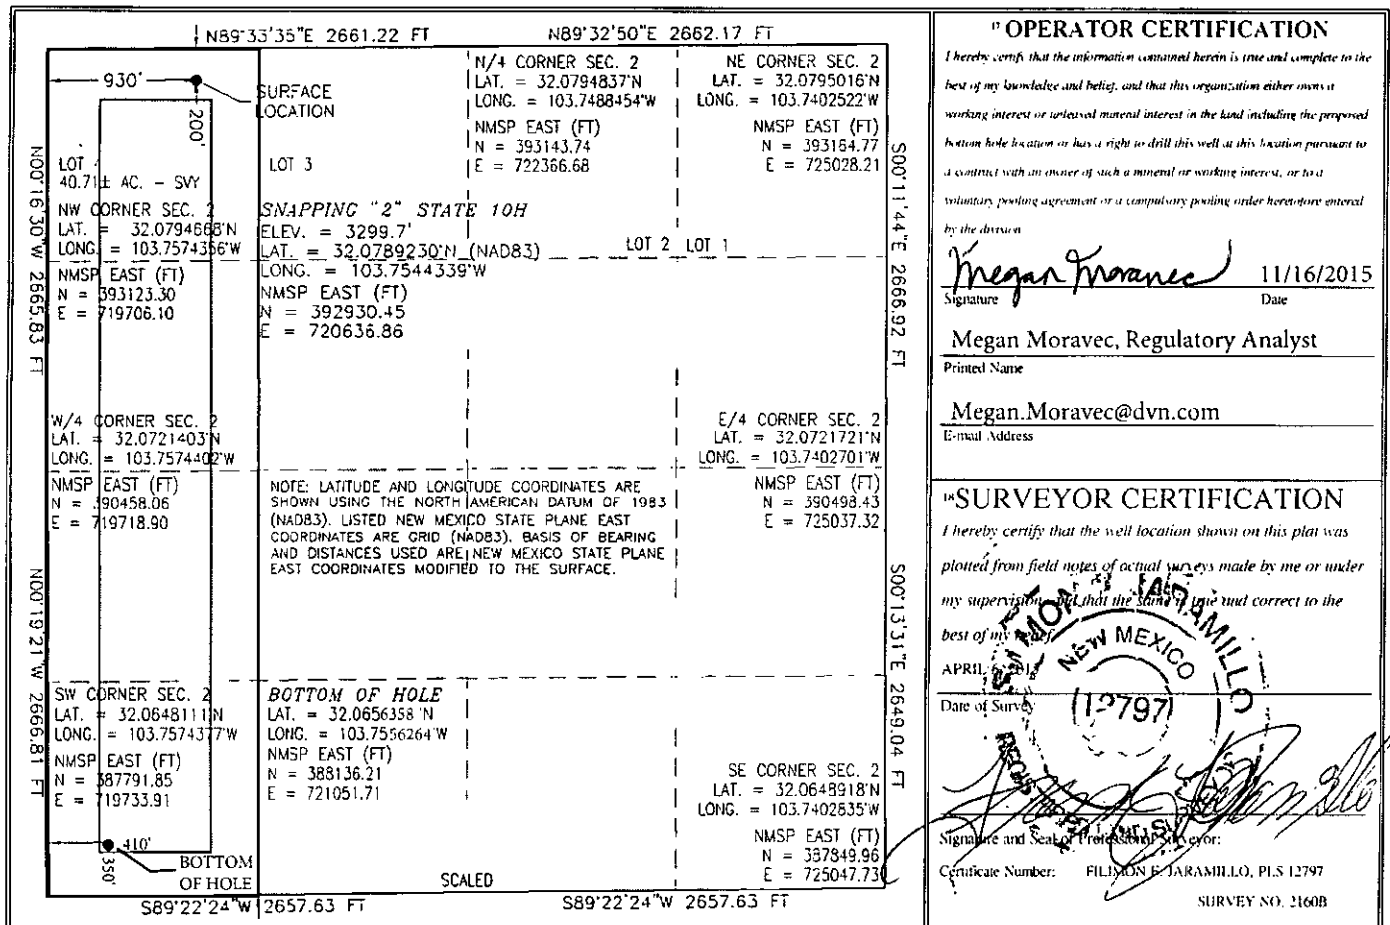 N89°33'35"E 2661.22 FT
N89°32'50"E 2662.17 FT
930'
200'
SURFACE
LOCATION
N/4 CORNER SEC. 2
LAT. = 32.0794837'N
LONG. = 103.7488454'W
NMSP EAST (FT)
N = 393143.74
E = 722366.68
NE CORNER SEC. 2
LAT. = 32.0795016'N
LONG. = 103.7402522'W
NMSP EAST (FT)
N = 393164.77
E = 725028.21
LOT
40.71± AC. - SVY
LOT 3
NW CORNER SEC. 2
LAT. = 32.0794668'N
LONG. = 103.7574356'W
NMSP EAST (FT)
N = 393123.30
E = 719706.10
SNAPPING "2" STATE 10H
ELEV. = 3299.7'
LAT. = 32.0789230'N (NAD83)
LONG. = 103.7544339'W
NMSP EAST (FT)
N = 392930.45
E = 720636.86
LOT 2 LOT 1
N00°16'30"W 2665.83 FT
S00°11'44"E 2666.92 FT
W/4 CORNER SEC. 2
LAT. = 32.0721403'N
LONG. = 103.7574402'W
NMSP EAST (FT)
N = 390458.06
E = 719718.90
E/4 CORNER SEC. 2
LAT. = 32.0721721'N
LONG. = 103.7402701'W
NMSP EAST (FT)
N = 390498.43
E = 725037.32
NOTE: LATITUDE AND LONGITUDE COORDINATES ARE
SHOWN USING THE NORTH AMERICAN DATUM OF 1983
(NAD83). LISTED NEW MEXICO STATE PLANE EAST
COORDINATES ARE GRID (NAD83). BASIS OF BEARING
AND DISTANCES USED ARE NEW MEXICO STATE PLANE
EAST COORDINATES MODIFIED TO THE SURFACE.
N00°19'21"W 2666.81 FT
S00°13'31"E 2649.04 FT
SW CORNER SEC. 2
LAT. = 32.0648111'N
LONG. = 103.7574377'W
NMSP EAST (FT)
N = 387791.85
E = 719733.91
BOTTOM OF HOLE
LAT. = 32.0656358'N
LONG. = 103.7556264'W
NMSP EAST (FT)
N = 388136.21
E = 721051.71
SE CORNER SEC. 2
LAT. = 32.0648918'N
LONG. = 103.7402835'W
NMSP EAST (FT)
N = 387849.96
E = 725047.73
410'
350'
BOTTOM
OF HOLE
SCALED
S89°22'24"W 2657.63 FT
S89°22'24"W 2657.63 FT
17 OPERATOR CERTIFICATION
I hereby certify that the information contained herein is true and complete to the
best of my knowledge and belief, and that this organization either owns a
working interest or unleased mineral interest in the land including the proposed
bottom hole location or has a right to drill this well at this location pursuant to
a contract with an owner of such a mineral or working interest, or to a
voluntary pooling agreement or a compulsory pooling order heretofore entered
by the division
Megan Moravec 11/16/2015
Signature Date
Megan Moravec, Regulatory Analyst
Printed Name
Megan.Moravec@dvn.com
E-mail Address
18 SURVEYOR CERTIFICATION
I hereby certify that the well location shown on this plat was
plotted from field notes of actual surveys made by me or under
my supervision, and that the same is true and correct to the
best of my belief
APRIL
Date of Survey
JARAMILLO
NEW MEXICO
12797
Signature and Seal of Professional Surveyor:
Certificate Number: FILIMON F. JARAMILLO, PLS 12797
SURVEY NO. 2160B